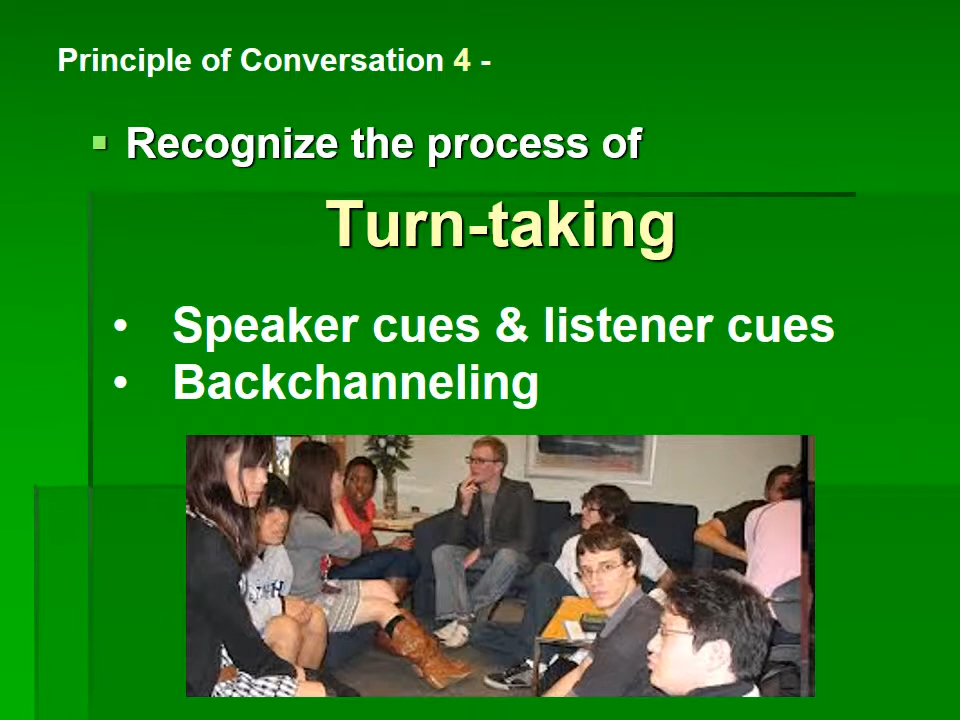 Principle of Conversation 4 -
▪ Recognize the process of
Turn-taking
• Speaker cues & listener cues
• Backchanneling